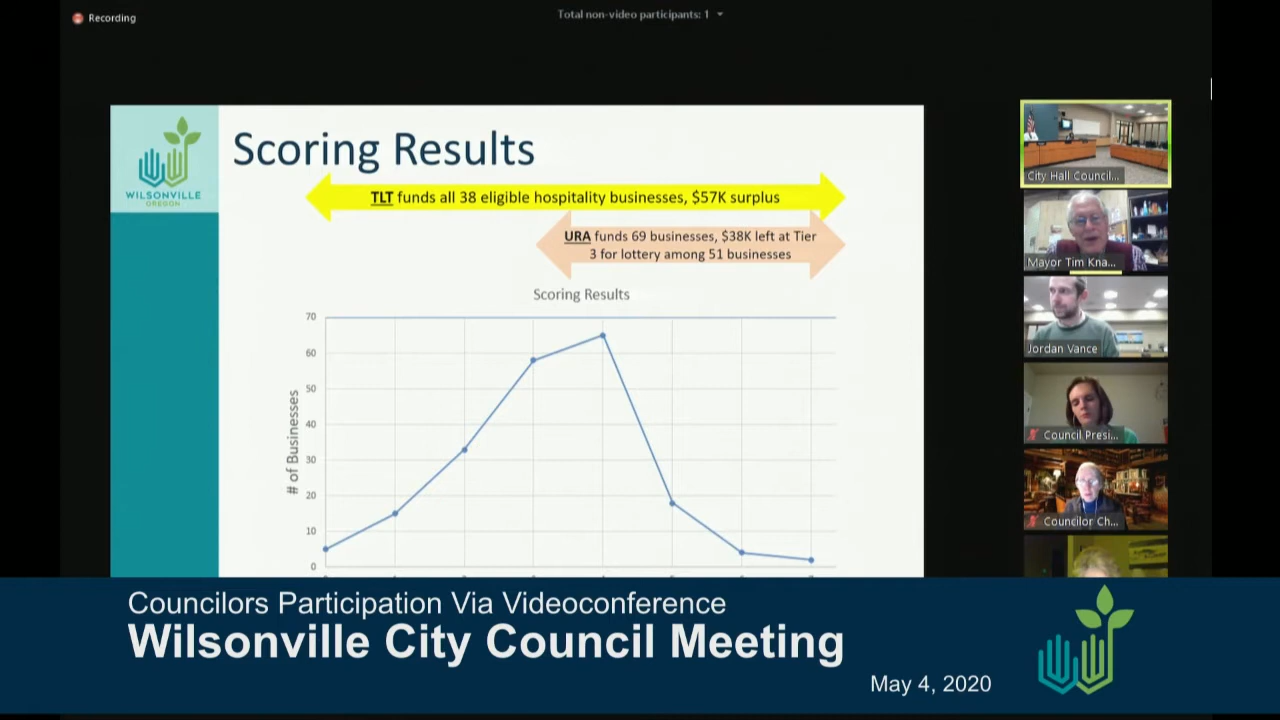 Recording
Total non-video participants: 1
WILSONVILLE
OREGON
Scoring Results
TLT funds all 38 eligible hospitality businesses, $57K surplus
URA funds 69 businesses, $38K left at Tier
3 for lottery among 51 businesses
Scoring Results
# of Businesses
70
60
50
40
30
20
10
0
City Hall Council...
Mayor Tim Kna...
Jordan Vance
Council Presi...
Councilor Ch...
Councilors Participation Via Videoconference
Wilsonville City Council Meeting
May 4, 2020